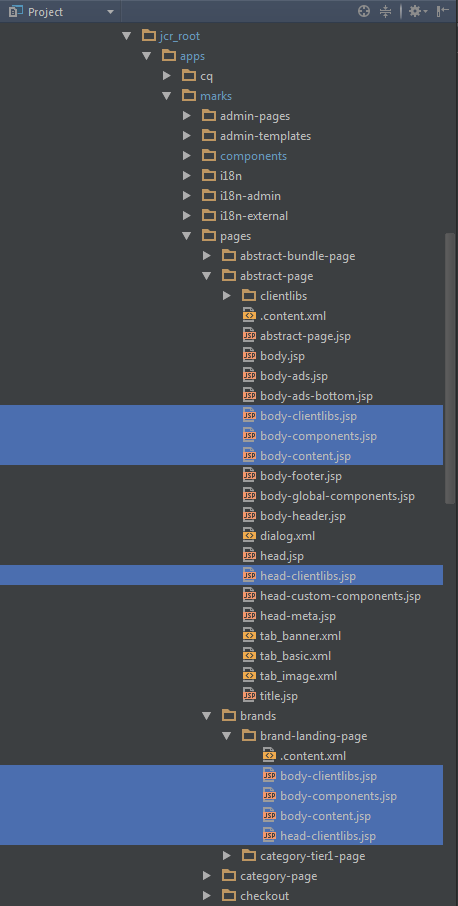 Project
jcr_root
apps
cq
marks
admin-pages
admin-templates
components
i18n
i18n-admin
i18n-external
pages
abstract-bundle-page
abstract-page
clientlibs
.content.xml
abstract-page.jsp
body.jsp
body-ads.jsp
body-ads-bottom.jsp
body-clientlibs.jsp
body-components.jsp
body-content.jsp
body-footer.jsp
body-global-components.jsp
body-header.jsp
dialog.xml
head.jsp
head-clientlibs.jsp
head-custom-components.jsp
head-meta.jsp
tab_banner.xml
tab_basic.xml
tab_image.xml
title.jsp
brands
brand-landing-page
.content.xml
body-clientlibs.jsp
body-components.jsp
body-content.jsp
head-clientlibs.jsp
category-tier1-page
category-page
checkout